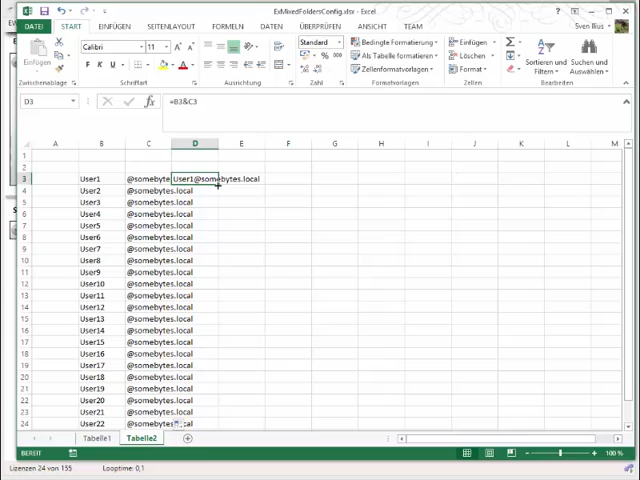 ExMixedFoldersConfig.xlsx - Excel
DATEI START EINFÜGEN SEITENLAYOUT FORMELN DATEN ÜBERPRÜFEN ANSICHT TEAM Sven Ilius
Einfügen
Calibri 11
F K U
Standard
Bedingte Formatierung
Als Tabelle formatieren
Zellenformatvorlagen
Einfügen
Löschen
Format
Sortieren und Filtern
Suchen und Auswählen
Zwischenablage Schriftart Ausrichtung Zahl Formatvorlagen Zellen Bearbeiten
D3 fx =B3&C3
A B C D E F G H I J K L M
1
2
3 User1 @somebyte User1@somebytes.local
4 User2 @somebytes.local
5 User3 @somebytes.local
6 User4 @somebytes.local
7 User5 @somebytes.local
8 User6 @somebytes.local
9 User7 @somebytes.local
10 User8 @somebytes.local
11 User9 @somebytes.local
12 User10 @somebytes.local
13 User11 @somebytes.local
14 User12 @somebytes.local
15 User13 @somebytes.local
16 User14 @somebytes.local
17 User15 @somebytes.local
18 User16 @somebytes.local
19 User17 @somebytes.local
20 User18 @somebytes.local
21 User19 @somebytes.local
22 User20 @somebytes.local
23 User21 @somebytes.local
24 User22 @somebytes.local
Tabelle1 Tabelle2
BEREIT 100 %
Lizenzen 24 von 155 Looptime: 0,1